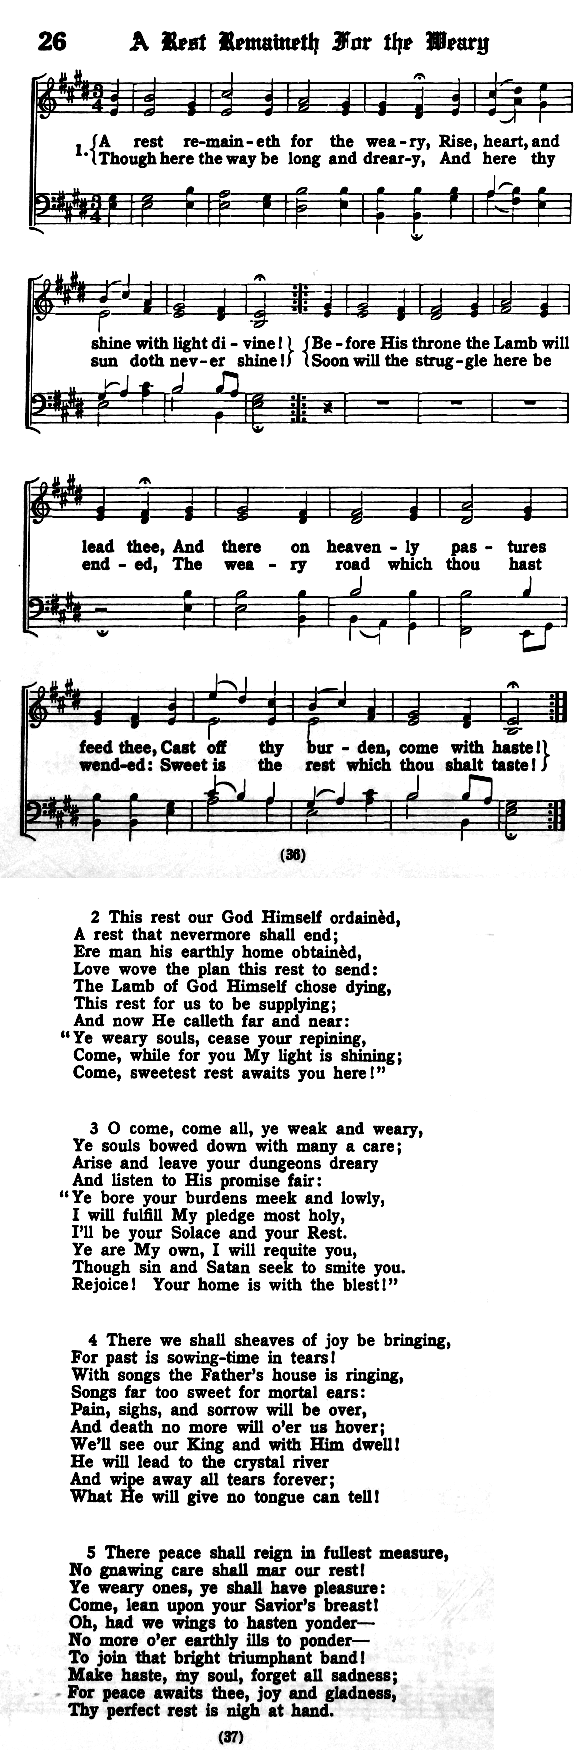 26 A Rest Remaineth For the Weary
1. { A rest re-main-eth for the wea-ry, Rise, heart, and
{ Though here the way be long and drear-y, And here thy
shine with light di-vine! } { Be-fore His throne the Lamb will
sun doth nev-er shine! } { Soon will the strug-gle here be
lead thee, And there on heaven-ly pas-tures
end-ed, The wea-ry road which thou hast
feed thee, Cast off thy bur-den, come with haste! }
wend-ed: Sweet is the rest which thou shalt taste! }
(36)
2 This rest our God Himself ordainèd,
A rest that nevermore shall end;
Ere man his earthly home obtainèd,
Love wove the plan this rest to send:
The Lamb of God Himself chose dying,
This rest for us to be supplying;
And now He calleth far and near:
"Ye weary souls, cease your repining,
Come, while for you My light is shining;
Come, sweetest rest awaits you here!"
3 O come, come all, ye weak and weary,
Ye souls bowed down with many a care;
Arise and leave your dungeons dreary
And listen to His promise fair:
"Ye bore your burdens meek and lowly,
I will fulfill My pledge most holy,
I'll be your Solace and your Rest.
Ye are My own, I will requite you,
Though sin and Satan seek to smite you.
Rejoice! Your home is with the blest!"
4 There we shall sheaves of joy be bringing,
For past is sowing-time in tears!
With songs the Father's house is ringing,
Songs far too sweet for mortal ears:
Pain, sighs, and sorrow will be over,
And death no more will o'er us hover;
We'll see our King and with Him dwell!
He will lead to the crystal river
And wipe away all tears forever;
What He will give no tongue can tell!
5 There peace shall reign in fullest measure,
No gnawing care shall mar our rest!
Ye weary ones, ye shall have pleasure:
Come, lean upon your Savior's breast!
Oh, had we wings to hasten yonder—
No more o'er earthly ills to ponder—
To join that bright triumphant band!
Make haste, my soul, forget all sadness;
For peace awaits thee, joy and gladness,
Thy perfect rest is nigh at hand.
(37)